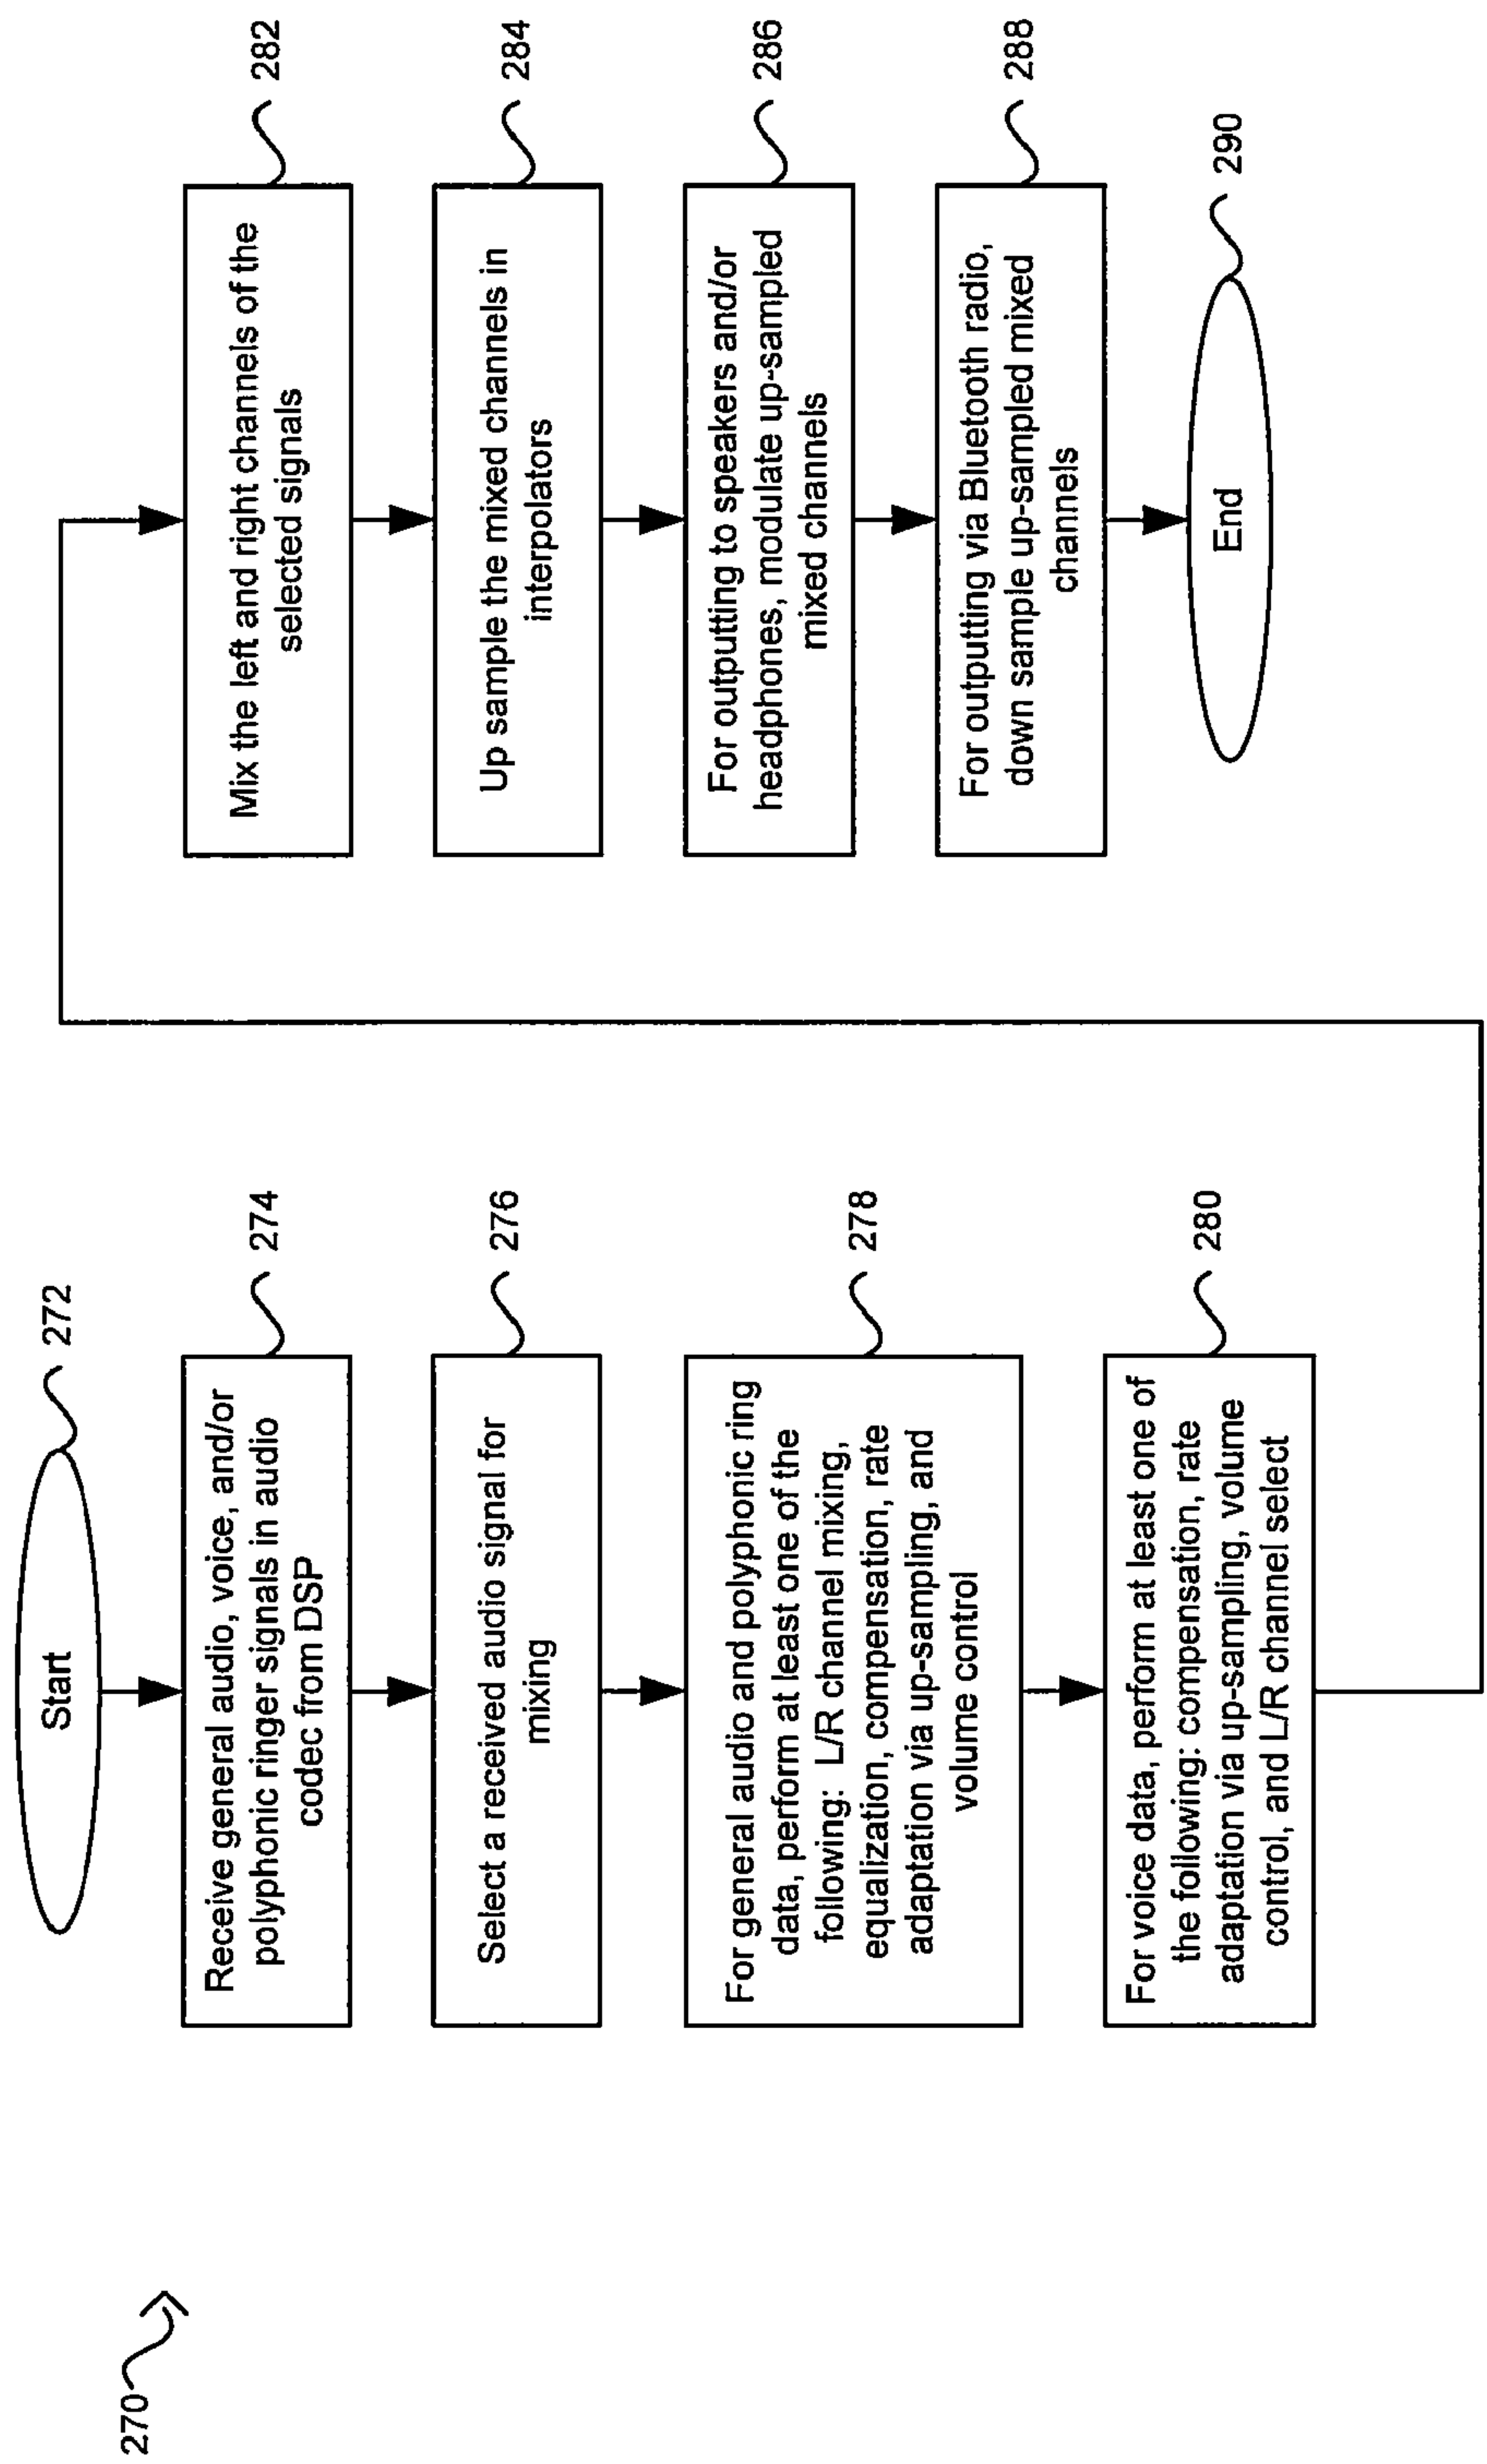 270
Start
272
Receive general audio, voice, and/or
polyphonic ringer signals in audio
codec from DSP
274
Select a received audio signal for
mixing
276
For general audio and polyphonic ring
data, perform at least one of the
following: L/R channel mixing,
equalization, compensation, rate
adaptation via up-sampling, and
volume control
278
For voice data, perform at least one of
the following: compensation, rate
adaptation via up-sampling, volume
control, and L/R channel select
280
Mix the left and right channels of the
selected signals
282
Up sample the mixed channels in
interpolators
284
For outputting to speakers and/or
headphones, modulate up-sampled
mixed channels
286
For outputting via Bluetooth radio,
down sample up-sampled mixed
channels
288
End
290